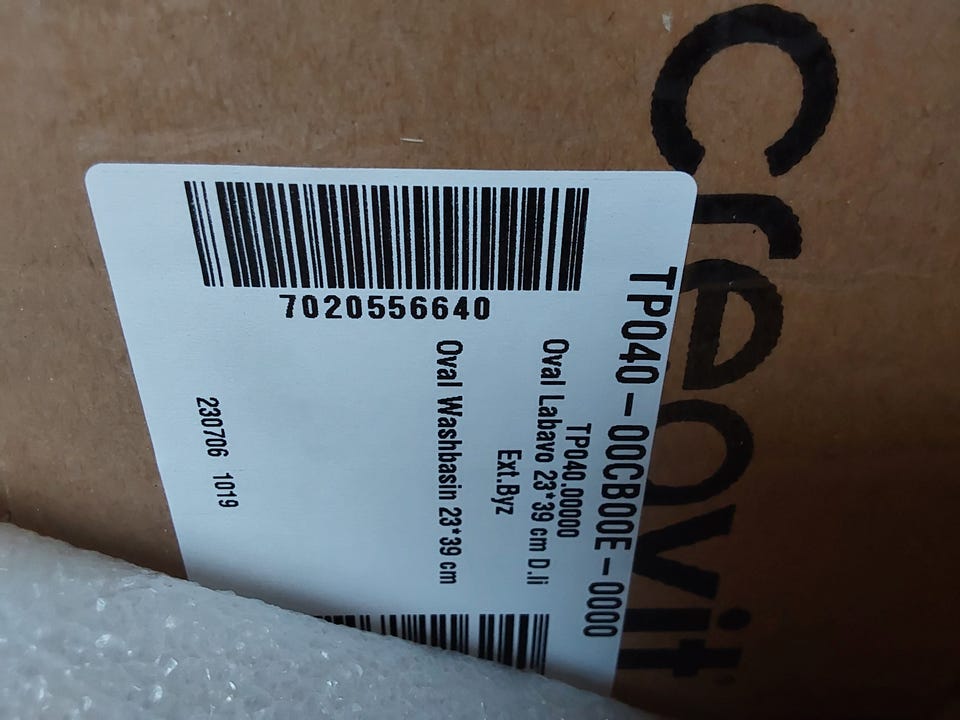 creavit
TP040-00CB00E-0000
TP040.00000
Oval Labavo 23*39 cm D.li
Ext.Byz
Oval Washbasin 23*39 cm
230706 1019
7020556640